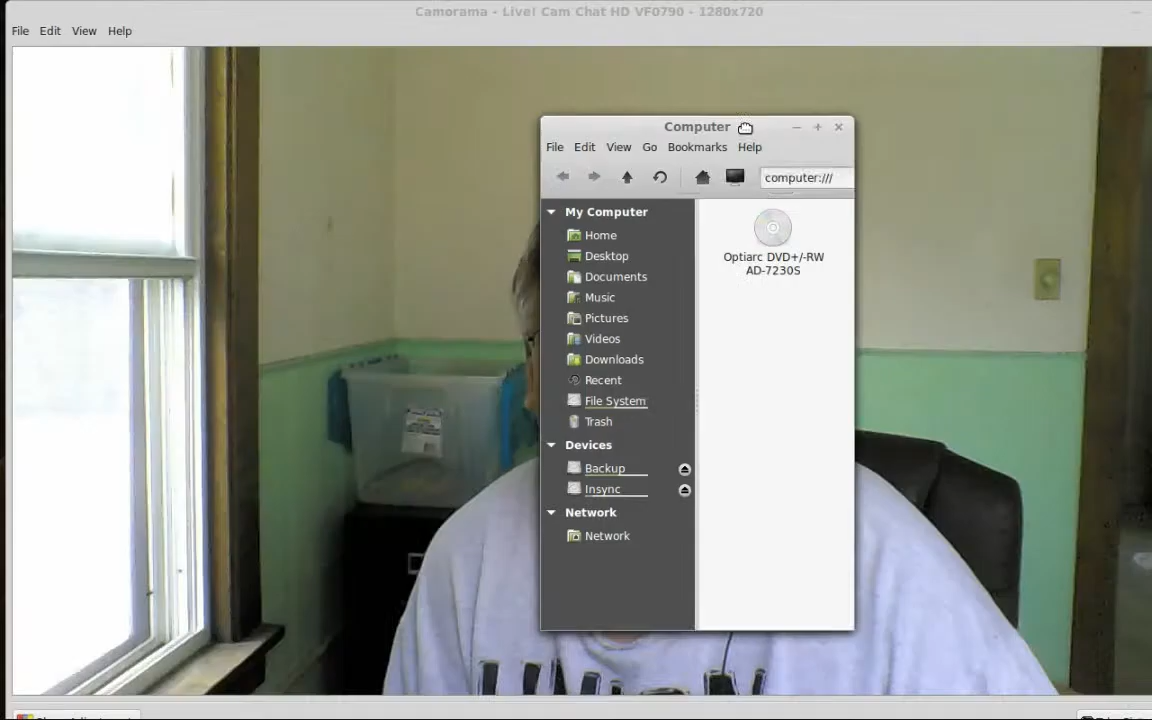 Camorama - Live! Cam Chat HD VF0790 - 1280x720
File Edit View Help
Computer
File Edit View Go Bookmarks Help
computer:///
My Computer
Home
Desktop
Documents
Music
Pictures
Videos
Downloads
Recent
File System
Trash
Devices
Backup
Insync
Network
Network
Optiarc DVD+/-RW
AD-7230S